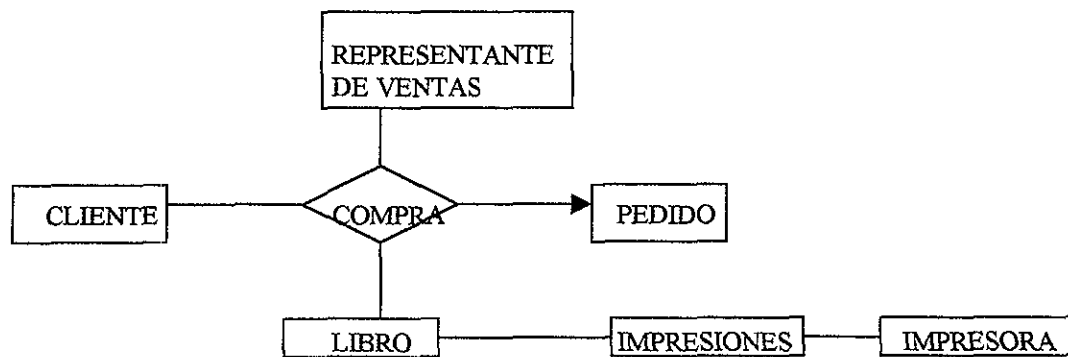 REPRESENTANTE
DE VENTAS
CLIENTE
COMPRA
PEDIDO
LIBRO
IMPRESIONES
IMPRESORA